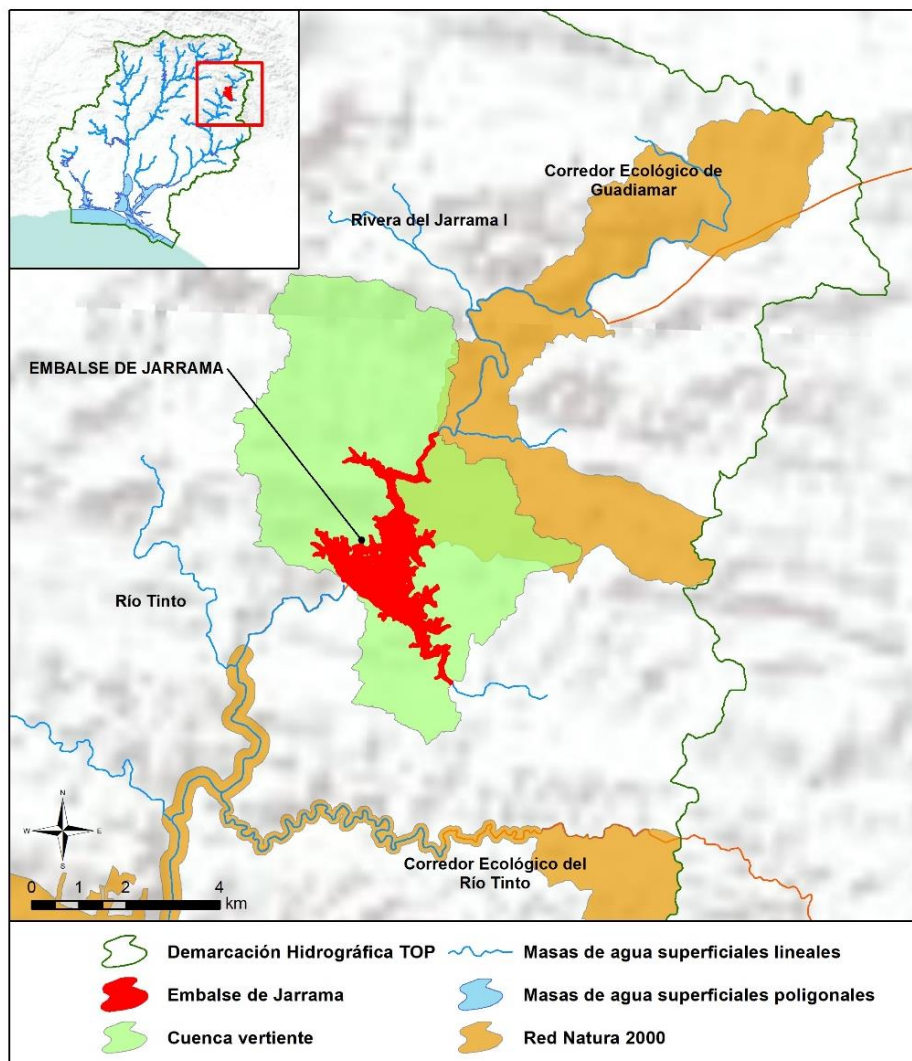 Corredor Ecológico de
Guadiamar
Rivera del Jarrama I
EMBALSE DE JARRAMA
Río Tinto
Corredor Ecológico del
Río Tinto
N
W
E
S
0 1 2 4
km
Demarcación Hidrográfica TOP
Masas de agua superficiales lineales
Embalse de Jarrama
Masas de agua superficiales poligonales
Cuenca vertiente
Red Natura 2000